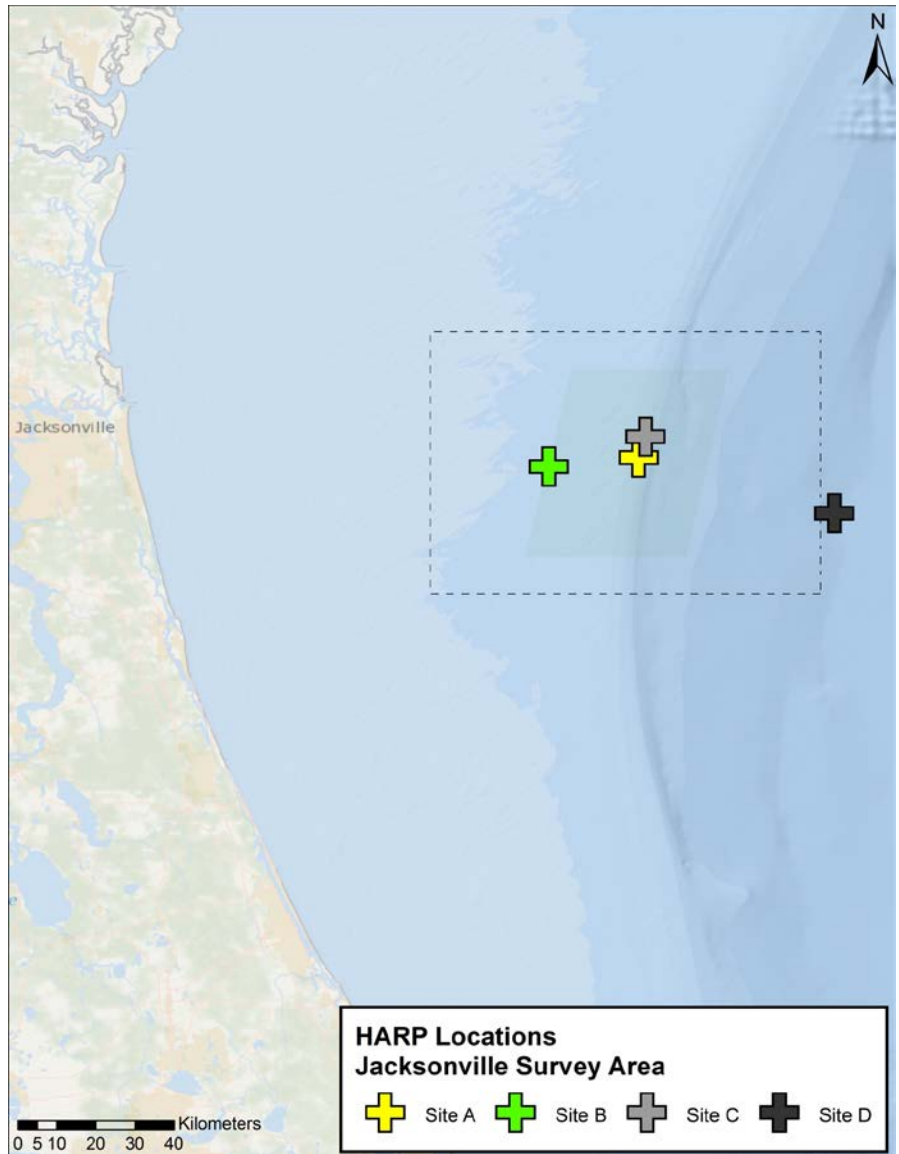 N
Jacksonville
e
HARP Locations
Jacksonville Survey Area
Site A
Site B
Site C
Site D
Kilometers
0 5 10 20 30 40